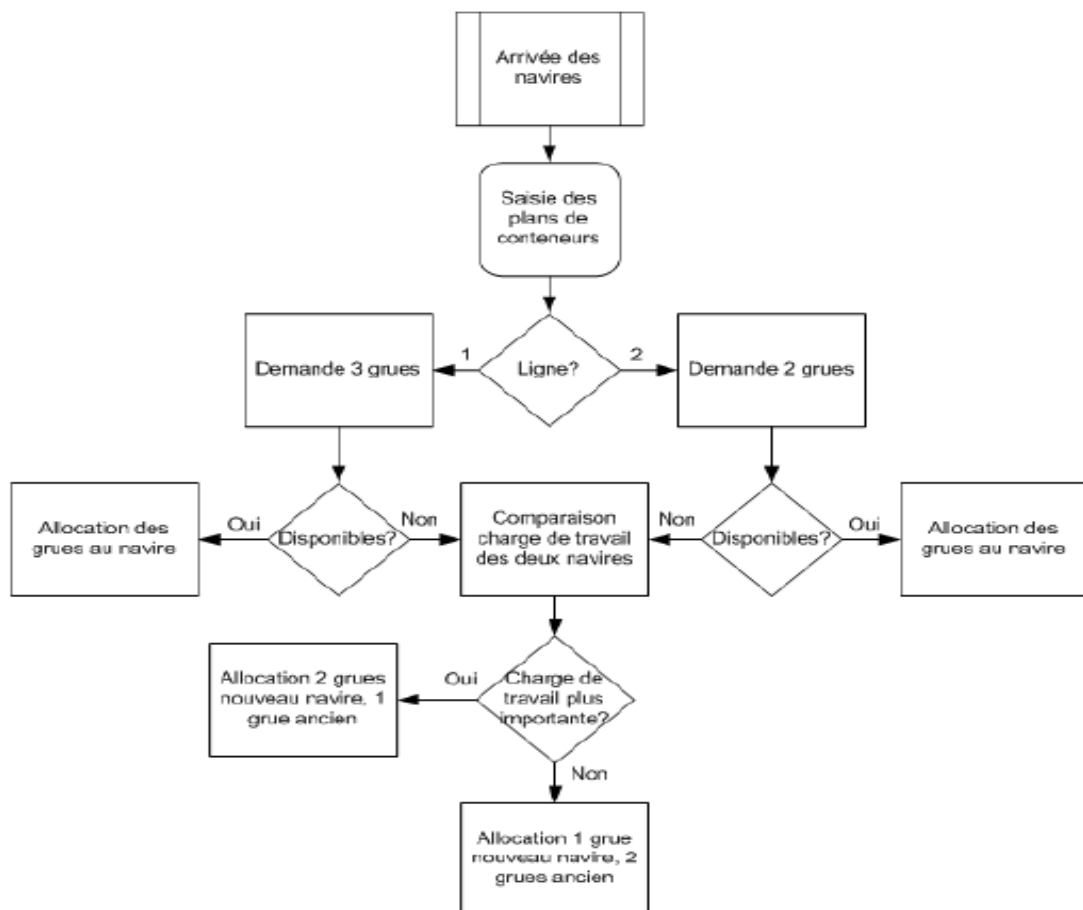 Arrivée des
navires
Saisie des
plans de
conteneurs
Demande 3 grues
1
Ligne?
2
Demande 2 grues
Allocation des
grues au navire
Oui
Disponibles?
Non
Comparaison
charge de travail
des deux navires
Non
Disponibles?
Oui
Allocation des
grues au navire
Allocation 2 grues
nouveau navire, 1
grue ancien
Oui
Charge de
travail plus
importante?
Non
Allocation 1 grue
nouveau navire, 2
grues ancien